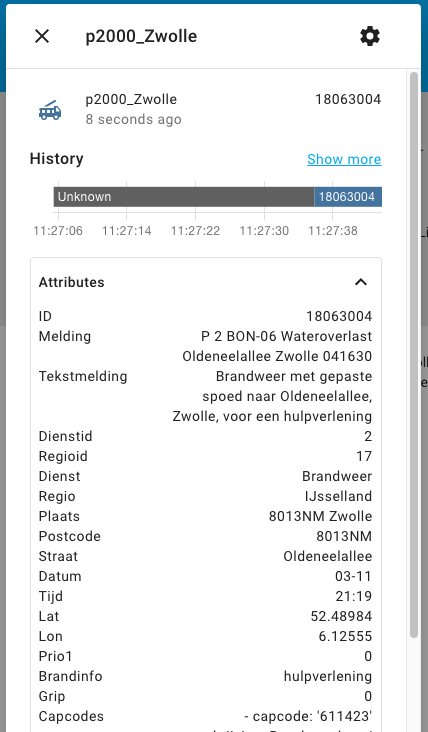 p2000_Zwolle
p2000_Zwolle 18063004
8 seconds ago
History Show more
Unknown 18063004
11:27:06 11:27:14 11:27:22 11:27:30 11:27:38
Attributes
ID 18063004
Melding P 2 BON-06 Wateroverlast
Oldeneelallee Zwolle 041630
Tekstmelding Brandweer met gepaste
spoed naar Oldeneelallee,
Zwolle, voor een hulpverlening
Dienstid 2
Regioid 17
Dienst Brandweer
Regio IJsselland
Plaats 8013NM Zwolle
Postcode 8013NM
Straat Oldeneelallee
Datum 03-11
Tijd 21:19
Lat 52.48984
Lon 6.12555
Prio1 0
Brandinfo hulpverlening
Grip 0
Capcodes - capcode: '611423'